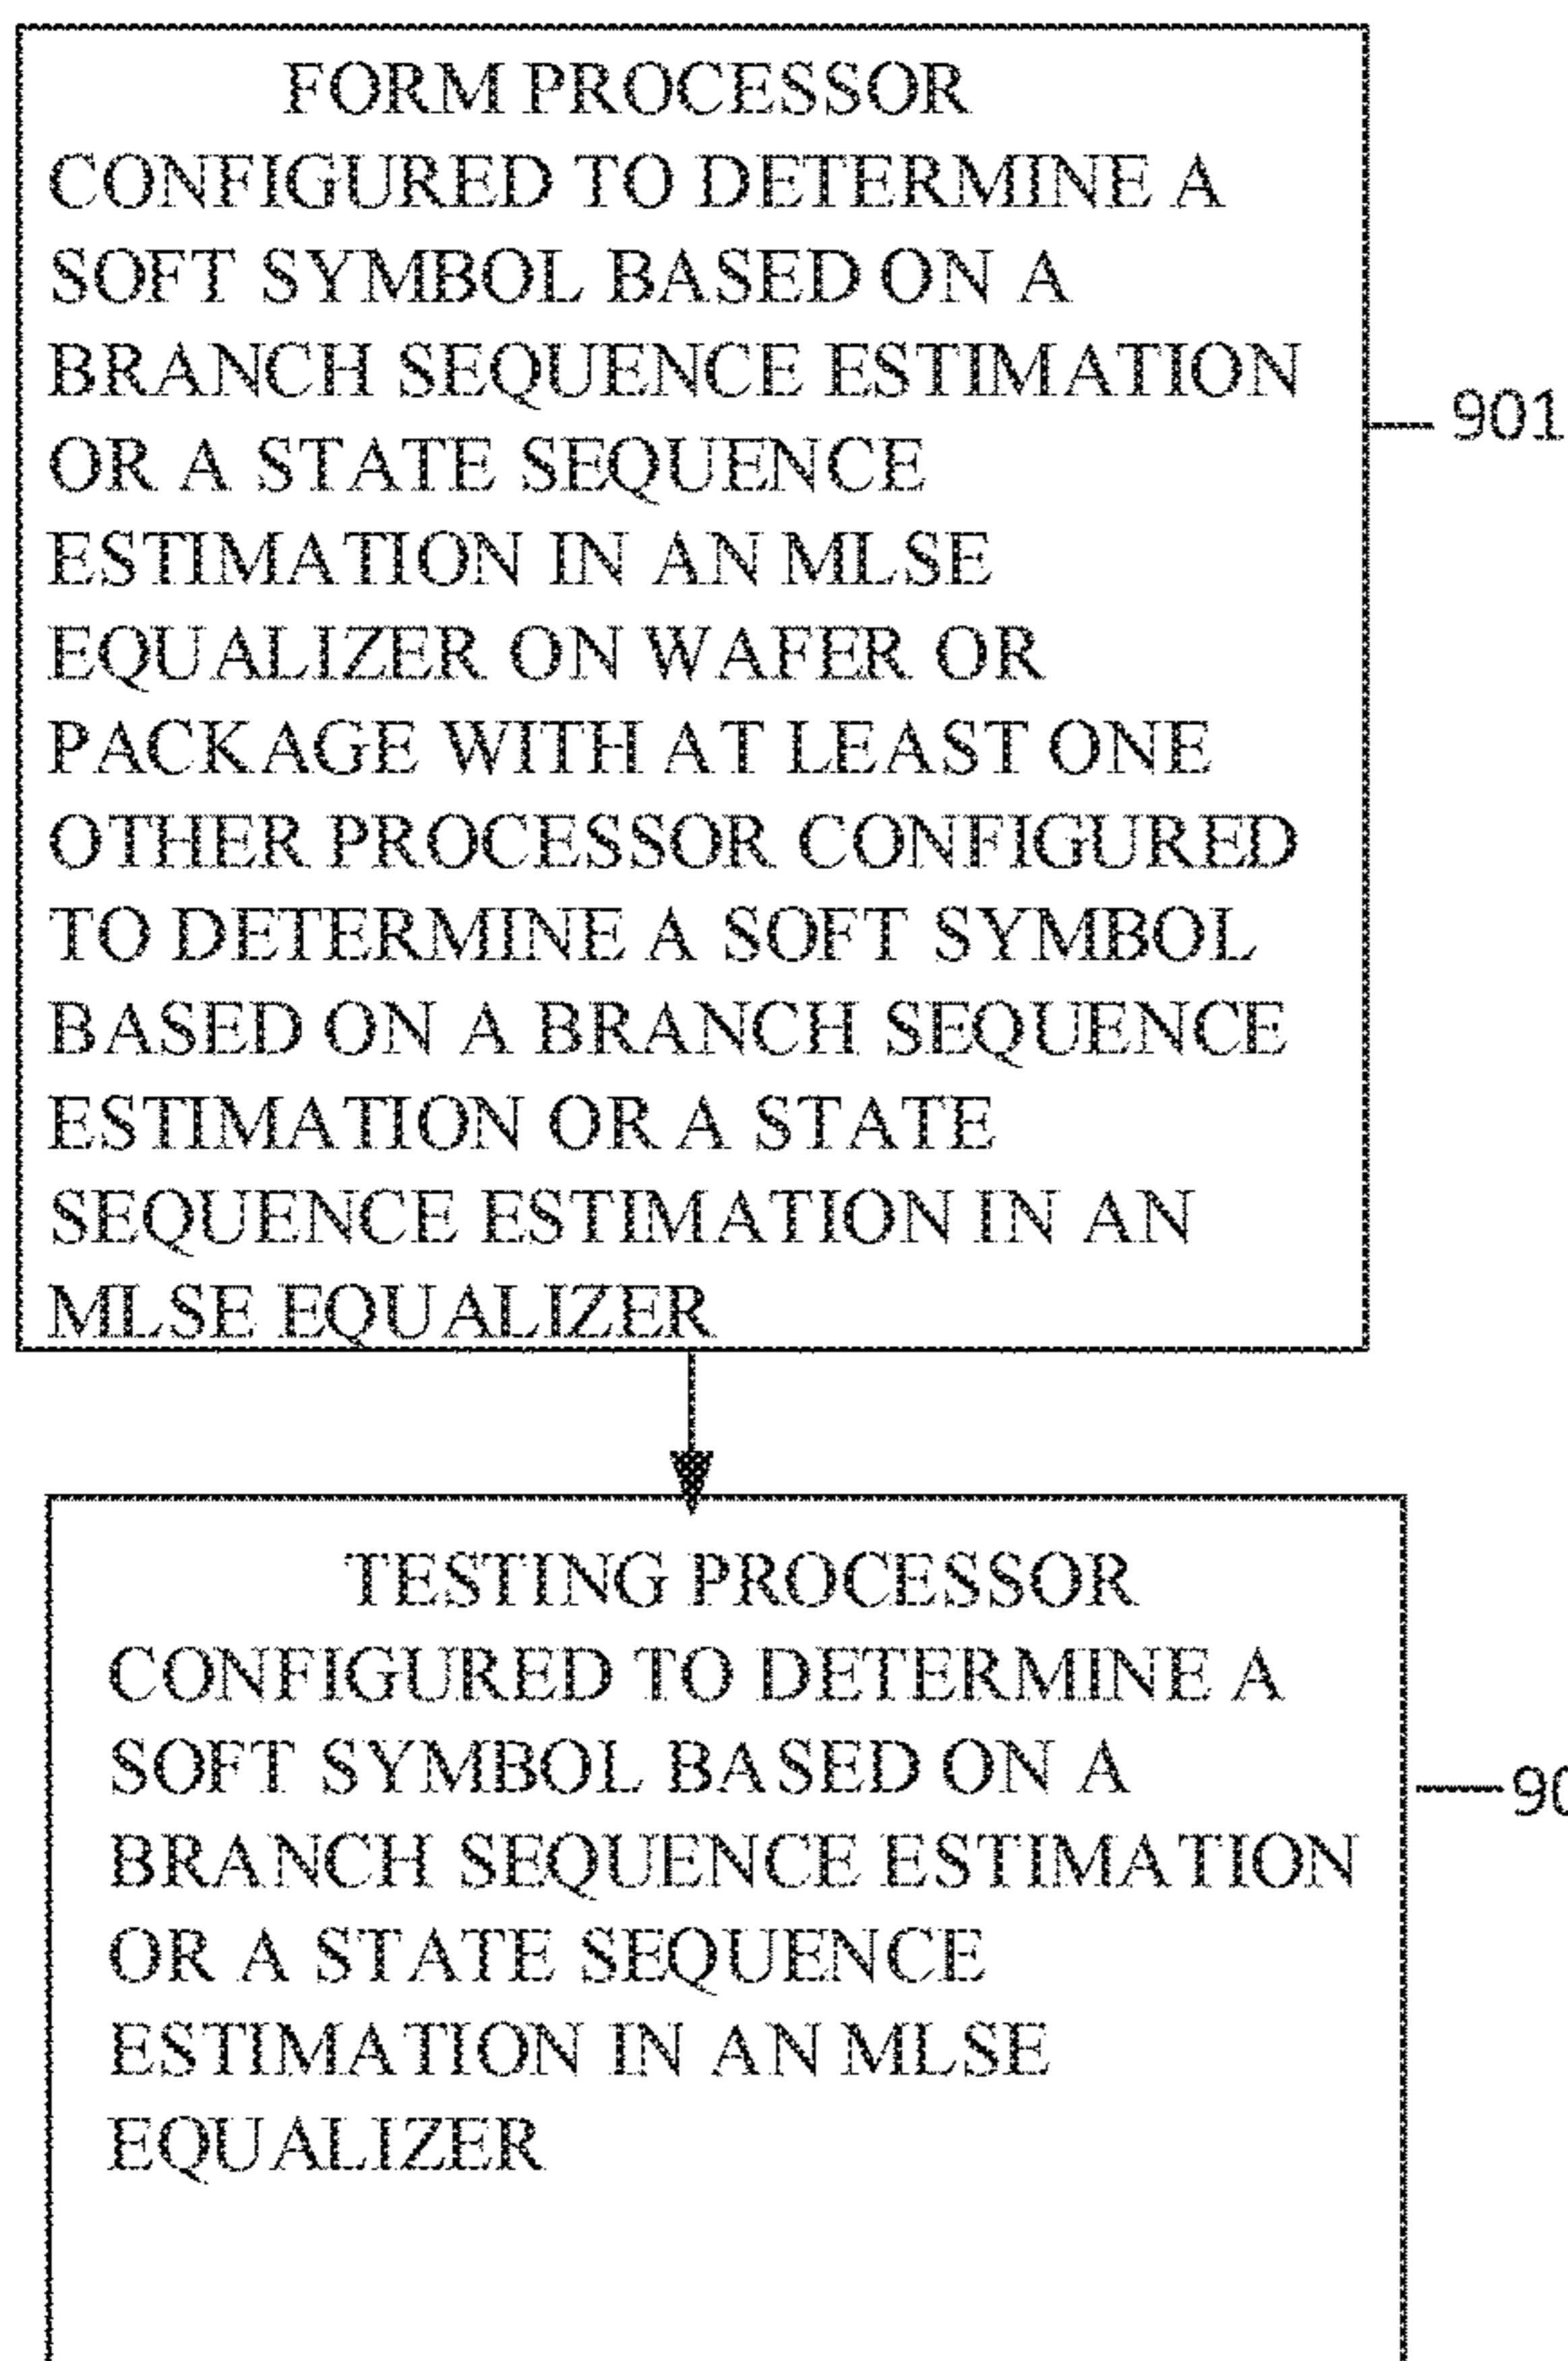 FORM PROCESSOR
CONFIGURED TO DETERMINE A
SOFT SYMBOL BASED ON A
BRANCH SEQUENCE ESTIMATION
OR A STATE SEQUENCE
ESTIMATION IN AN MLSE
EQUALIZER ON WAFER OR
PACKAGE WITH AT LEAST ONE
OTHER PROCESSOR CONFIGURED
TO DETERMINE A SOFT SYMBOL
BASED ON A BRANCH SEQUENCE
ESTIMATION OR A STATE
SEQUENCE ESTIMATION IN AN
MLSE EQUALIZER
901
TESTING PROCESSOR
CONFIGURED TO DETERMINE A
SOFT SYMBOL BASED ON A
BRANCH SEQUENCE ESTIMATION
OR A STATE SEQUENCE
ESTIMATION IN AN MLSE
EQUALIZER